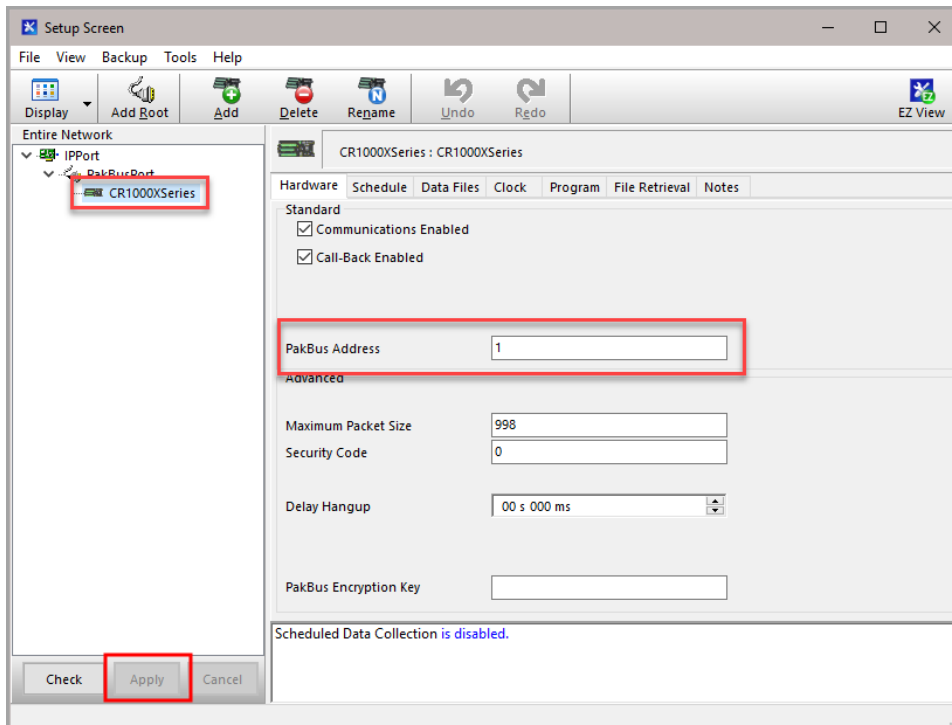 Setup Screen
File View Backup Tools Help
Display Add Root Add Delete Rename Undo Redo EZ View
Entire Network
IPPort
PakBusPort
CR1000XSeries
CR1000XSeries : CR1000XSeries
Hardware Schedule Data Files Clock Program File Retrieval Notes
Standard
Communications Enabled
Call-Back Enabled
PakBus Address 1
Advanced
Maximum Packet Size 998
Security Code 0
Delay Hangup 00 s 000 ms
PakBus Encryption Key
Scheduled Data Collection is disabled.
Check Apply Cancel